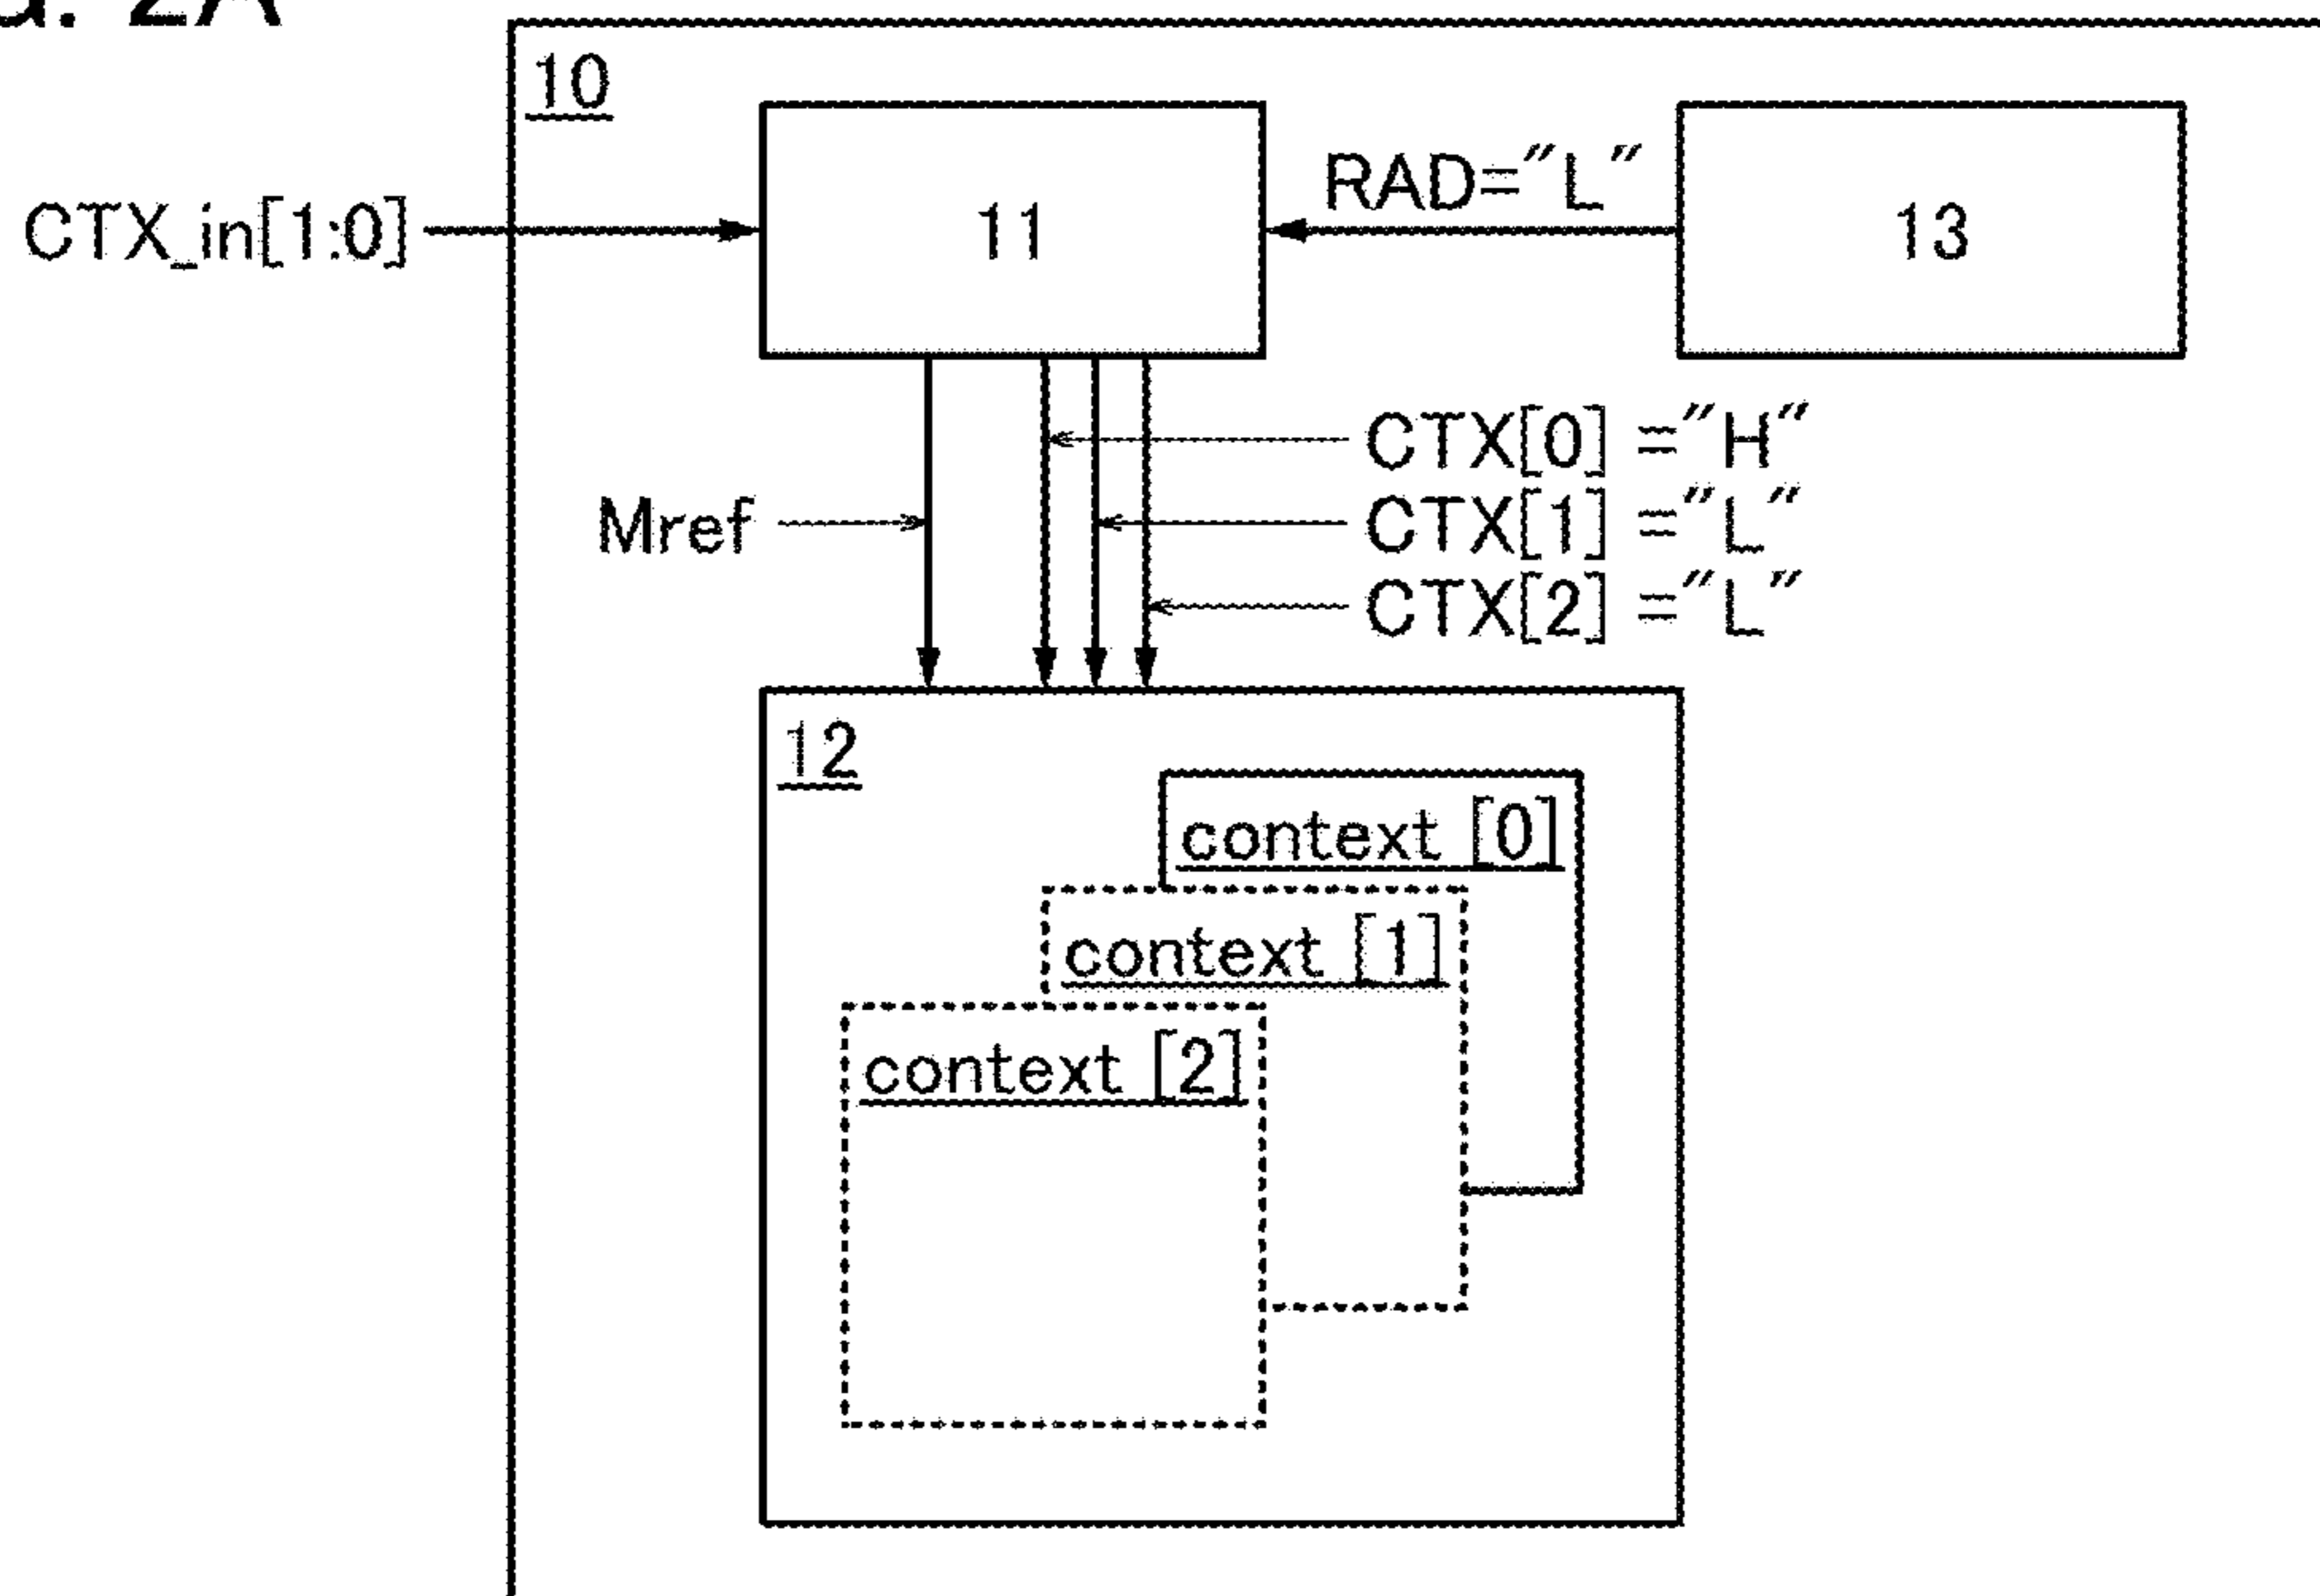 2A
10
CTX_in[1:0]
11
RAD="L"
13
CTX[0] ="H"
Mref
CTX[1] ="L"
CTX[2] ="L"
12
context [0]
context [1]
context [2]